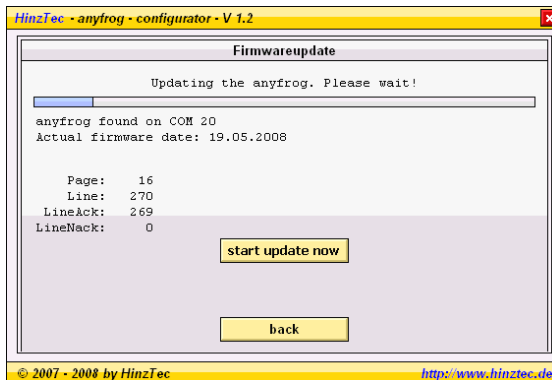 HinzTec - anyfrog - configurator - V 1.2
Firmwareupdate
Updating the anyfrog. Please wait!
anyfrog found on COM 20
Actual firmware date: 19.05.2008
Page: 16
Line: 270
LineAck: 269
LineNack: 0
start update now
back
© 2007 - 2008 by HinzTec http://www.hinztec.de